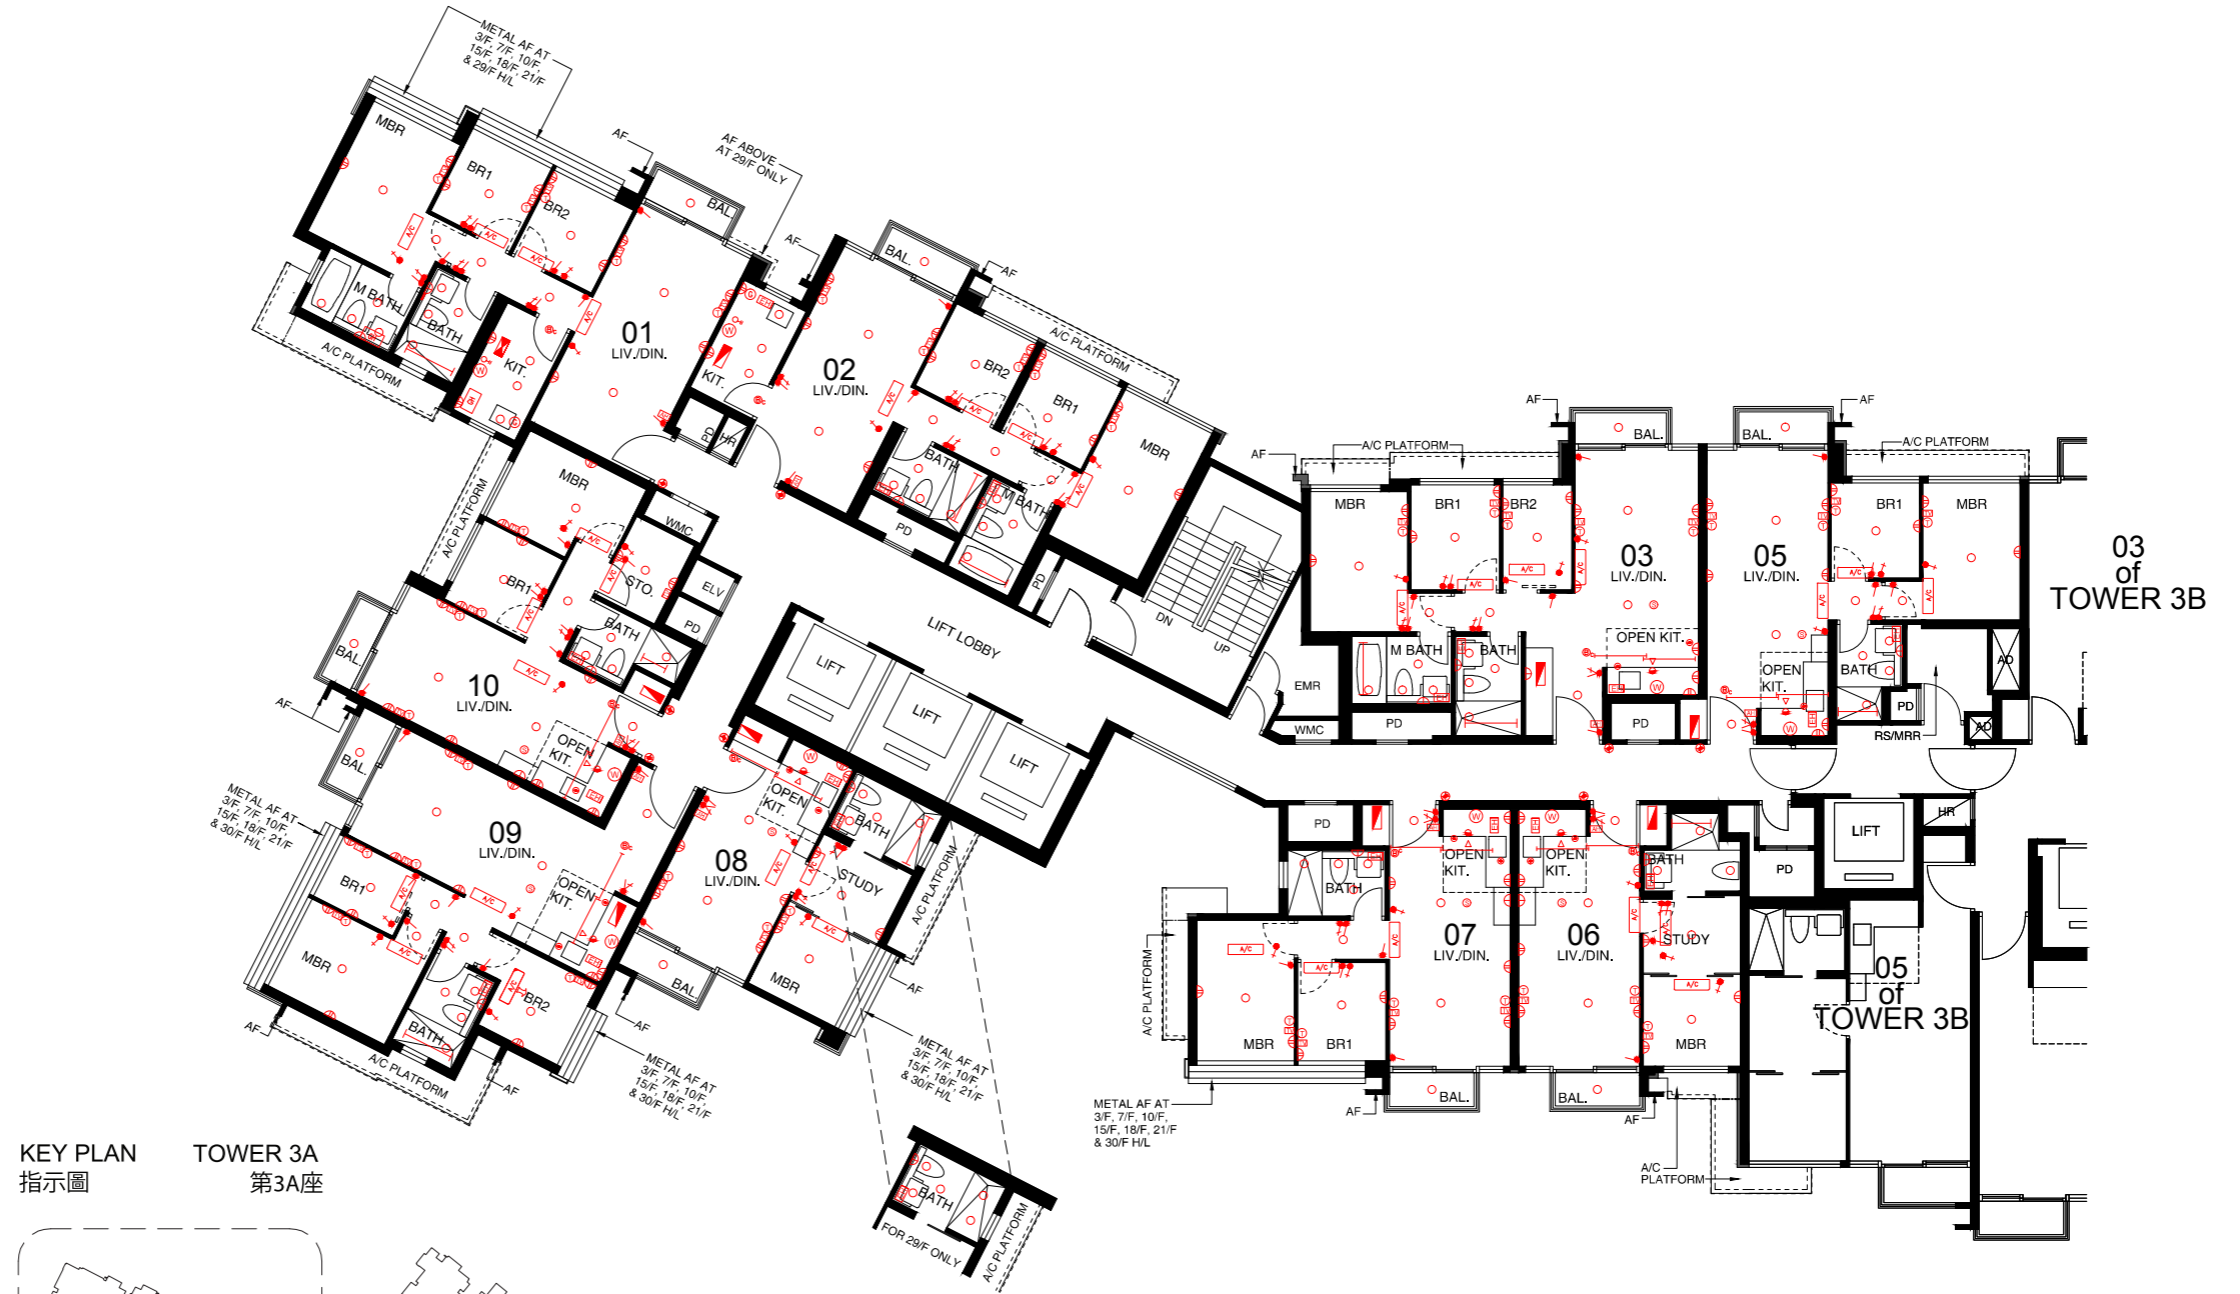 METAL AF AT
3/F, 7/F, 10/F,
15/F, 18/F, 21/F
& 29/F H/L
AF
AF ABOVE
AT 29/F ONLY
AF
AF
MBR
BR1
BR2
BAL.
M BATH
BATH
KIT.
A/C PLATFORM
01
LIV./DIN.
KIT.
PD
HR
BAL.
02
LIV./DIN.
BR2
BR1
MBR
A/C PLATFORM
BATH
M BATH
PD
PD
DN
UP
LIFT LOBBY
LIFT
LIFT
LIFT
MBR
BR1
A/C PLATFORM
WMC
STO.
ELV
PD
BATH
BAL.
AF
10
LIV./DIN.
OPEN
KIT.
BAL.
METAL AF AT
3/F, 7/F, 10/F,
15/F, 18/F, 21/F
& 30/F H/L
09
LIV./DIN.
OPEN
KIT.
BR1
MBR
BR2
BATH
AF
A/C PLATFORM
AF
AF
METAL AF AT
3/F, 7/F, 10/F,
15/F, 18/F, 21/F
& 30/F H/L
08
LIV./DIN.
OPEN
KIT.
BATH
STUDY
MBR
BAL.
A/C PLATFORM
AF
METAL AF AT
3/F, 7/F, 10/F,
15/F, 18/F, 21/F
& 30/F H/L
BATH
FOR 29/F ONLY
A/C PLATFORM
AF
AF
A/C PLATFORM
AF
BAL.
BAL.
A/C PLATFORM
MBR
BR1
BR2
03
LIV./DIN.
OPEN KIT.
M BATH
BATH
EMR
WMC
PD
PD
05
LIV./DIN.
OPEN
KIT.
BR1
MBR
BATH
PD
AD
AD
RS/MRR
03
of
TOWER 3B
PD
BATH
OPEN
KIT.
07
LIV./DIN.
MBR
BR1
A/C PLATFORM
BAL.
AF
METAL AF AT
3/F, 7/F, 10/F,
15/F, 18/F, 21/F
& 30/F H/L
OPEN
KIT.
06
LIV./DIN.
BATH
STUDY
MBR
BAL.
AF
A/C
PLATFORM
PD
LIFT
HR
05
of
TOWER 3B
KEY PLAN
指示圖
TOWER 3A
第3A座